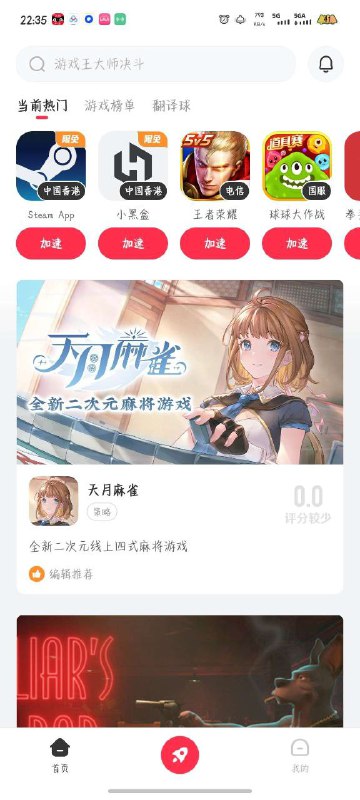 22:35
793
KB/s
5G
5GA
游戏王大师决斗
当前热门 游戏榜单 翻译球
限免
中国香港
限免
中国香港
5v5
电信
道具赛
国服
Steam App
小黑盒
王者荣耀
球球大作战
加速
加速
加速
加速
天月麻雀
全新二次元麻将游戏
天月麻雀
策略
0.0
评分较少
全新二次元线上四式麻将游戏
编辑推荐
LIAR'S
首页
我的